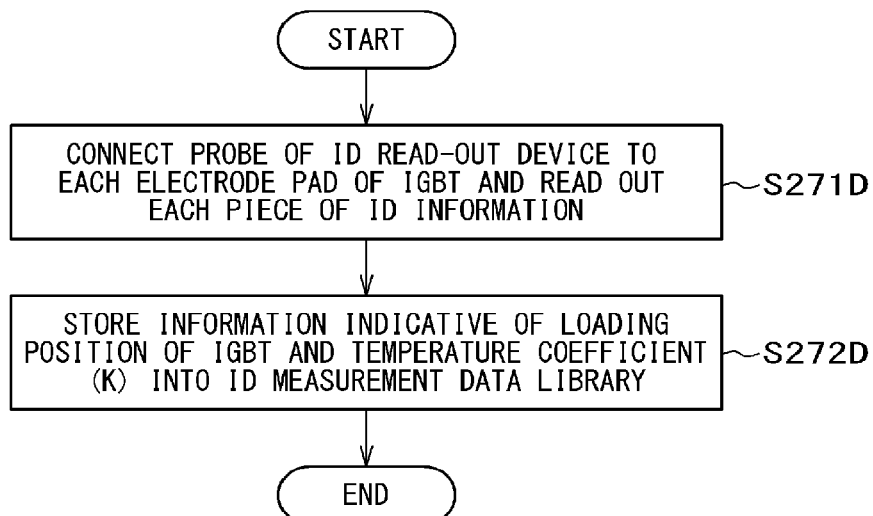 START
CONNECT PROBE OF ID READ-OUT DEVICE TO
EACH ELECTRODE PAD OF IGBT AND READ OUT
EACH PIECE OF ID INFORMATION
S271D
STORE INFORMATION INDICATIVE OF LOADING
POSITION OF IGBT AND TEMPERATURE COEFFICIENT
(K) INTO ID MEASUREMENT DATA LIBRARY
S272D
END